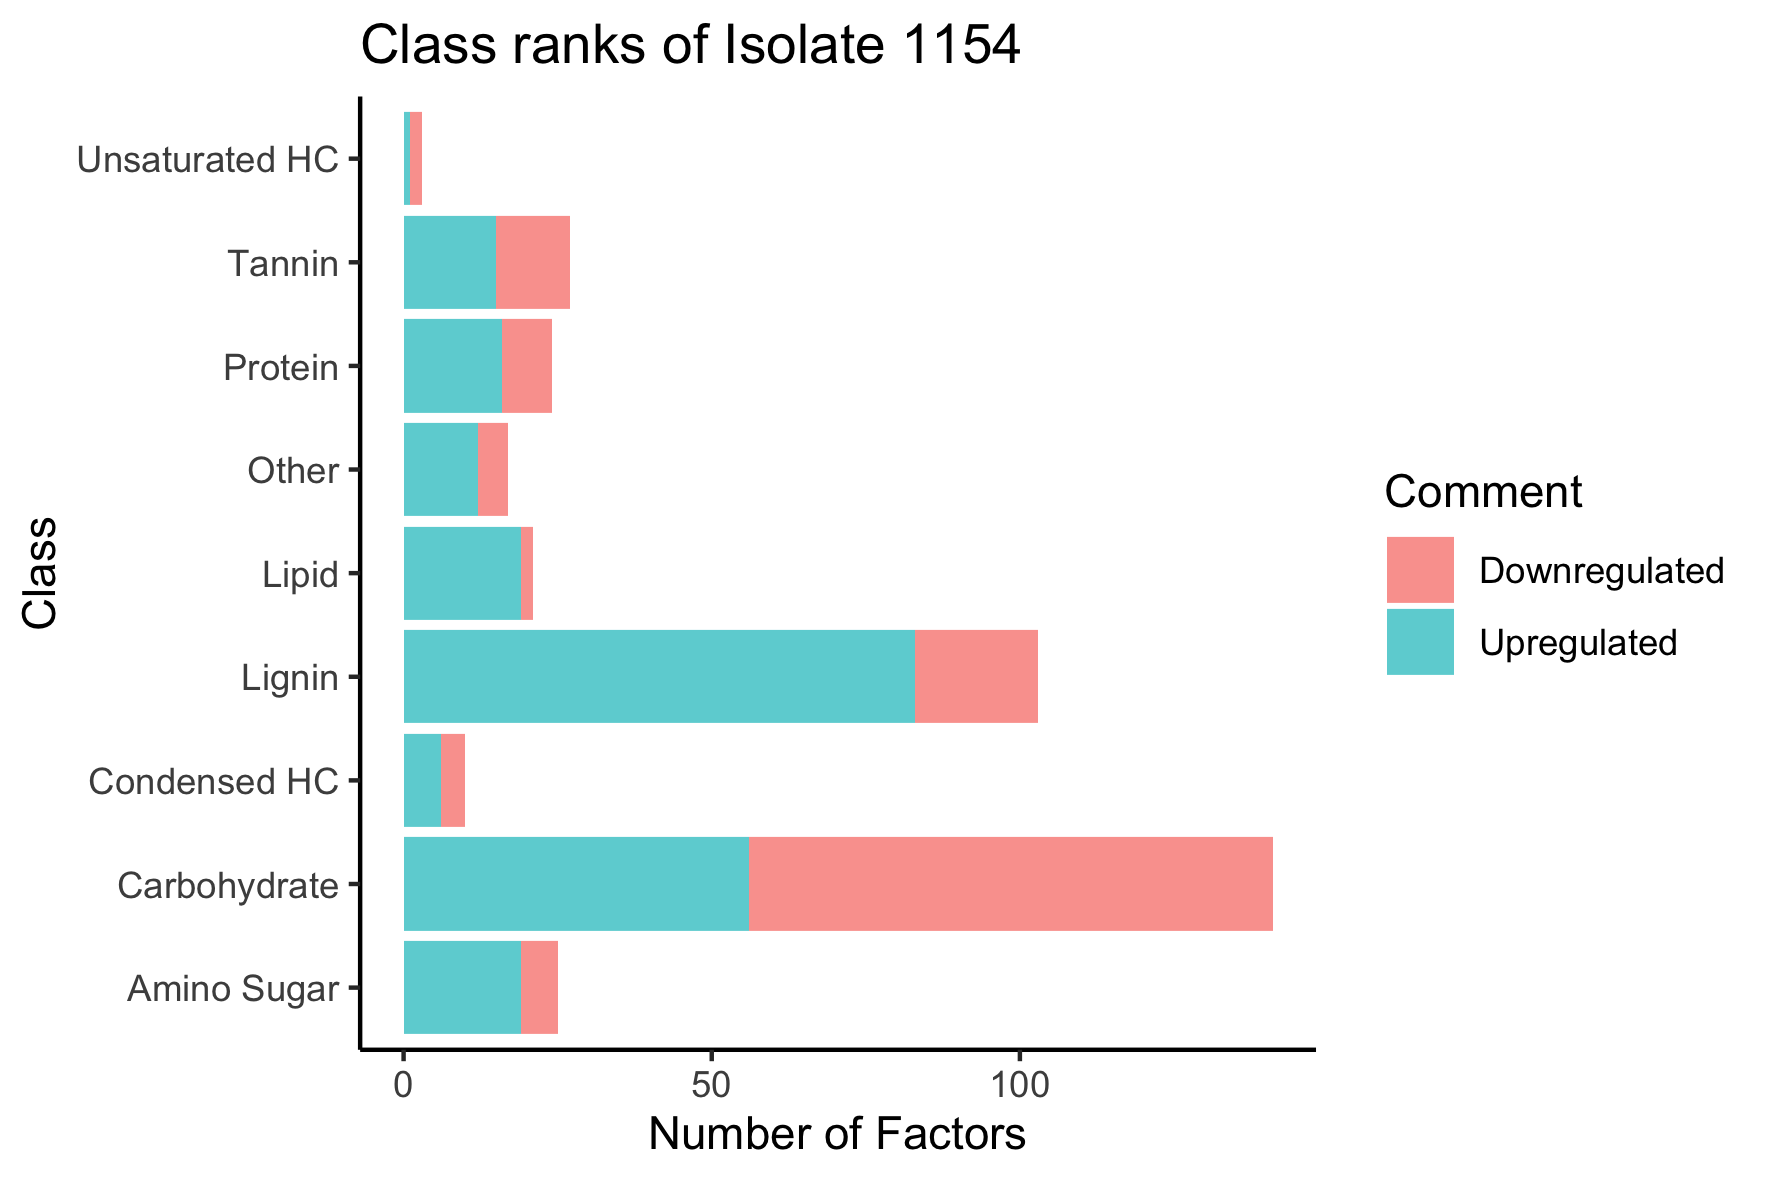 Class ranks of Isolate 1154
Class
Unsaturated HC
Tannin
Protein
Other
Lipid
Lignin
Condensed HC
Carbohydrate
Amino Sugar
0 50 100
Number of Factors
Comment
Downregulated
Upregulated